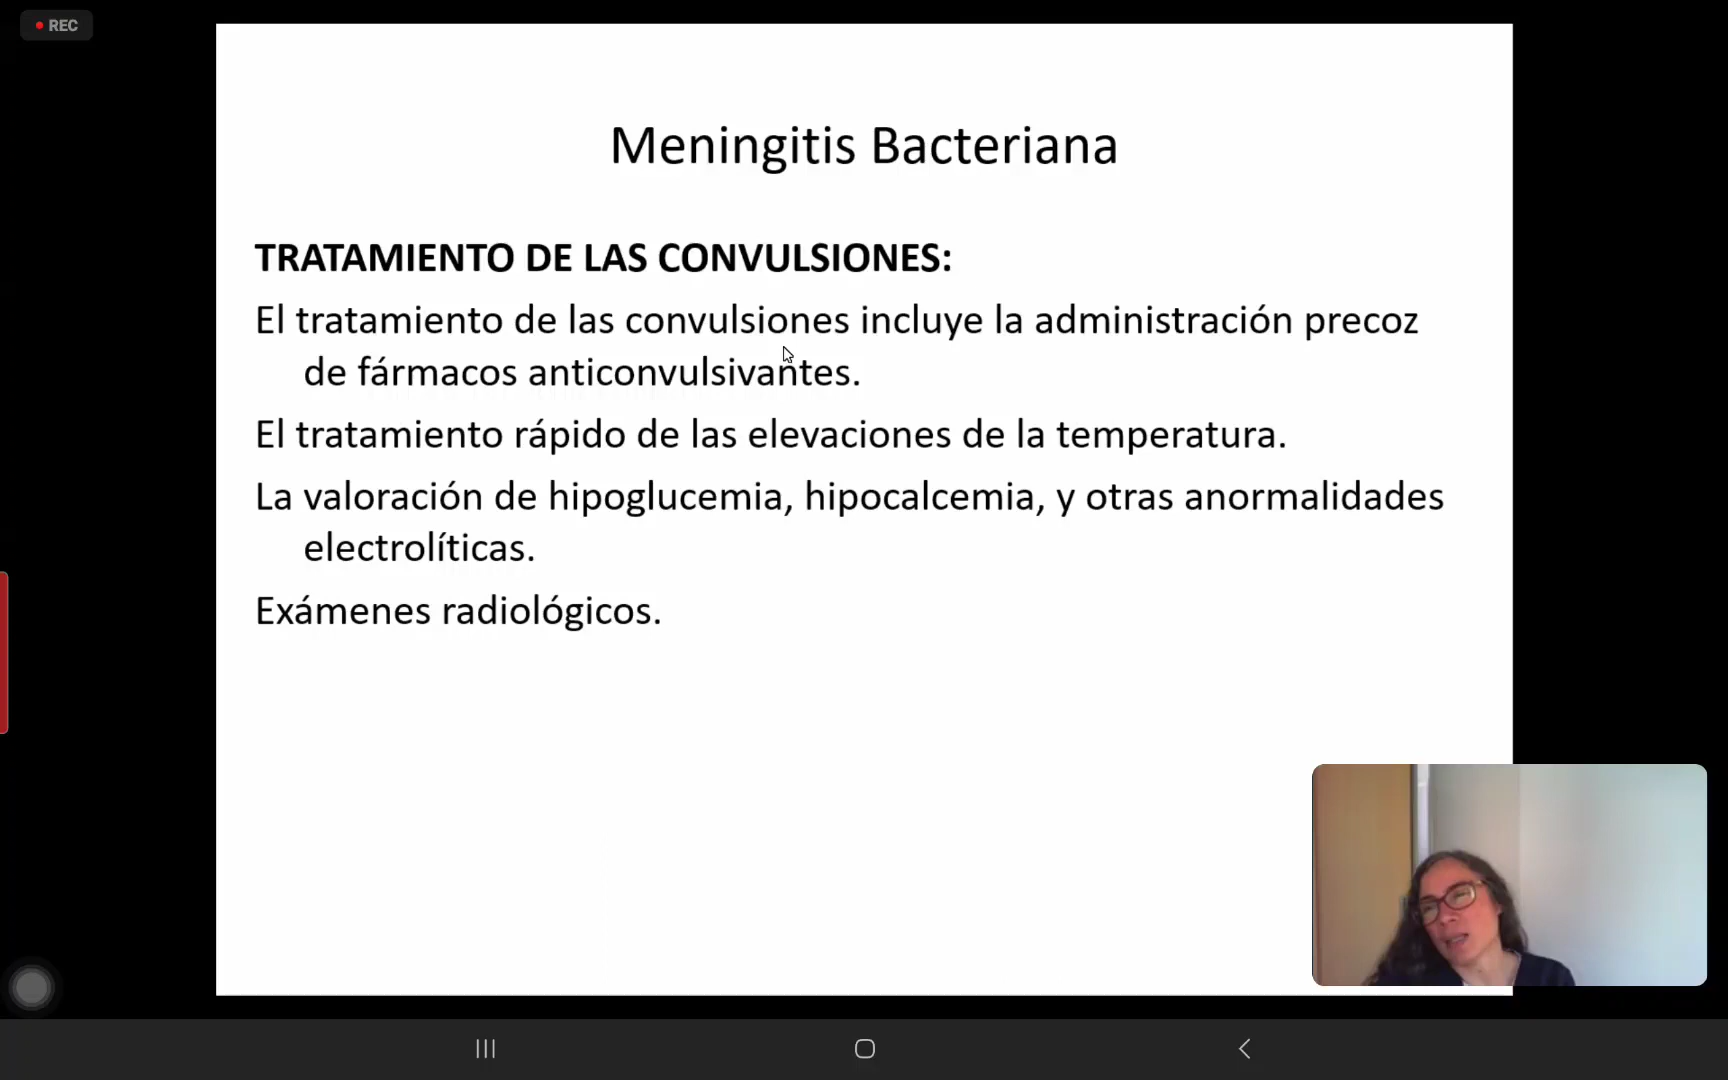 REC
Meningitis Bacteriana
TRATAMIENTO DE LAS CONVULSIONES:
El tratamiento de las convulsiones incluye la administración precoz
de fármacos anticonvulsivantes.
El tratamiento rápido de las elevaciones de la temperatura.
La valoración de hipoglucemia, hipocalcemia, y otras anormalidades
electrolíticas.
Exámenes radiológicos.